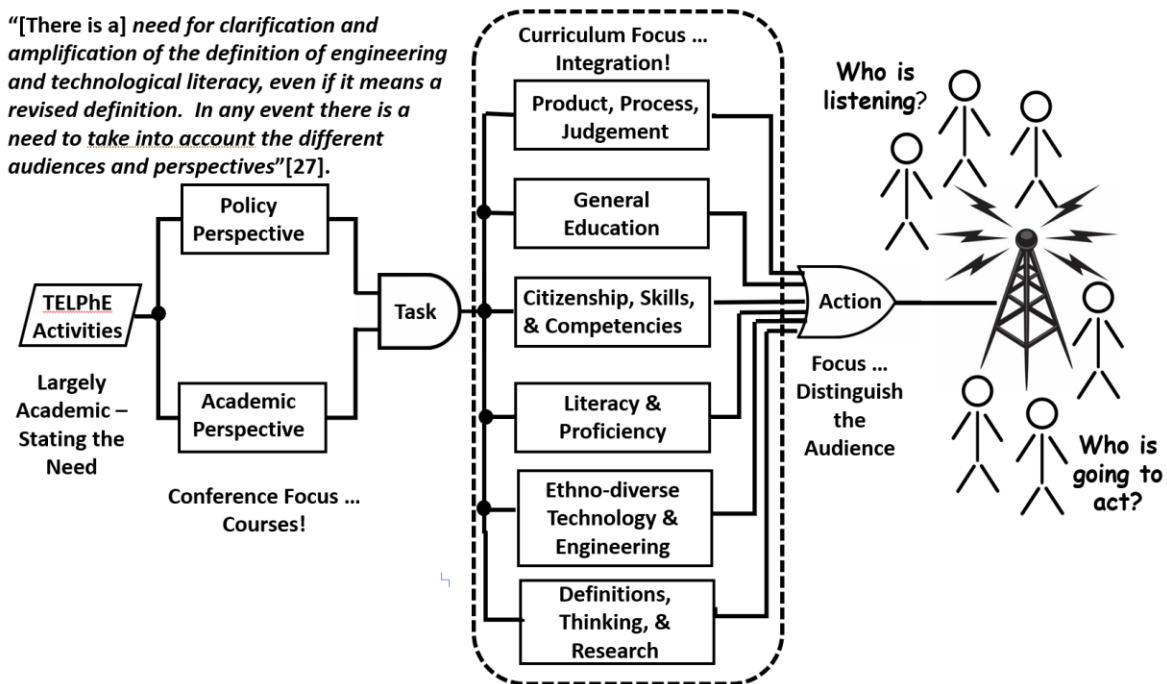 “[There is a] need for clarification and
amplification of the definition of engineering
and technological literacy, even if it means a
revised definition.  In any event there is a
need to take into account the different
audiences and perspectives”[27].
TELPhE
Activities
Largely
Academic –
Stating the
Need
Policy
Perspective
Academic
Perspective
Conference Focus ...
Courses!
Task
Curriculum Focus ...
Integration!
Product, Process,
Judgement
General
Education
Citizenship, Skills,
& Competencies
Literacy &
Proficiency
Ethno-diverse
Technology &
Engineering
Definitions,
Thinking, &
Research
Action
Focus ...
Distinguish
the
Audience
Who is
listening?
Who is
going to
act?